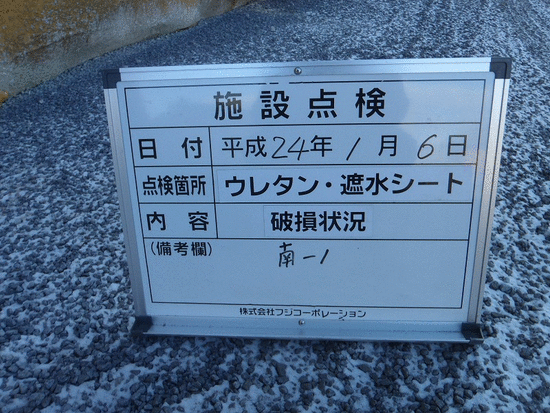 施設点検
日付 平成24年1月6日
点検箇所 ウレタン・遮水シート
内容 破損状況
(備考欄) 南-1
株式会社フジコーポレーション